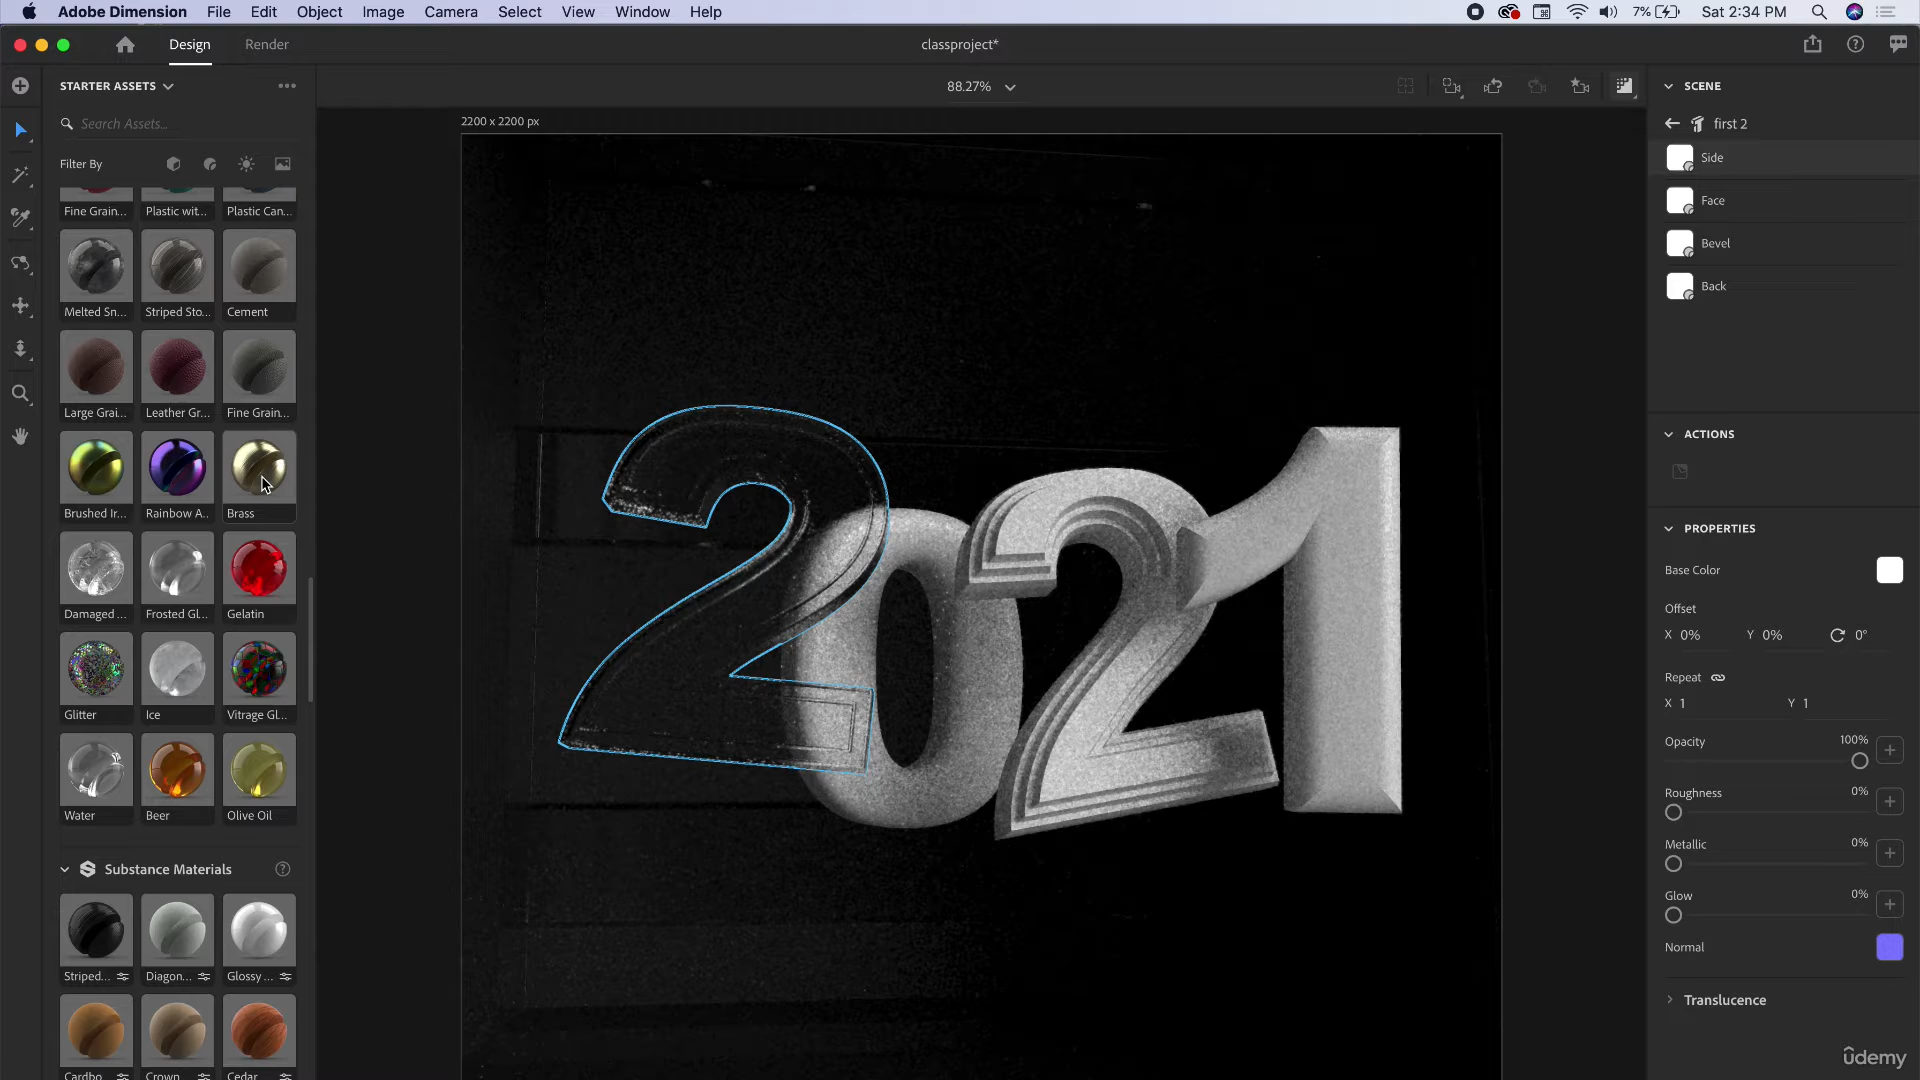 Adobe Dimension File Edit Object Image Camera Select View Window Help 7% Sat 2:34 PM
Design Render classproject*
STARTER ASSETS 88.27% SCENE
2200 x 2200 px
Search Assets... first 2
Filter By Side
Fine Grain... Plastic wit... Plastic Can... Face
Bevel
Back
Melted Sn... Striped Sto... Cement
Large Grai... Leather Gr... Fine Grain...
ACTIONS
Brushed Ir... Rainbow A... Brass
PROPERTIES
Base Color
Damaged ... Frosted Gl... Gelatin
Offset
X 0% Y 0% 0°
Repeat
X 1 Y 1
Glitter Ice Vitrage Gl...
Opacity 100%
Roughness 0%
Water Beer Olive Oil
Metallic 0%
Substance Materials
Glow 0%
Normal
Striped... Diagon... Glossy ...
Translucence
Cardbo Crown Cedar
2021
udemy